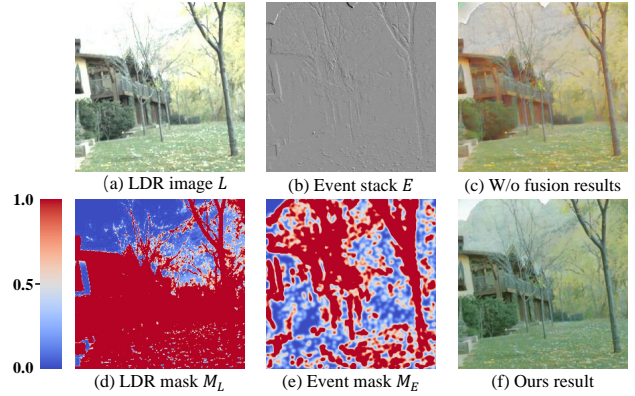 (a) LDR image L
(b) Event stack E
(c) W/o fusion results
1.0
0.5
0.0
(d) LDR mask M_L
(e) Event mask M_E
(f) Ours result